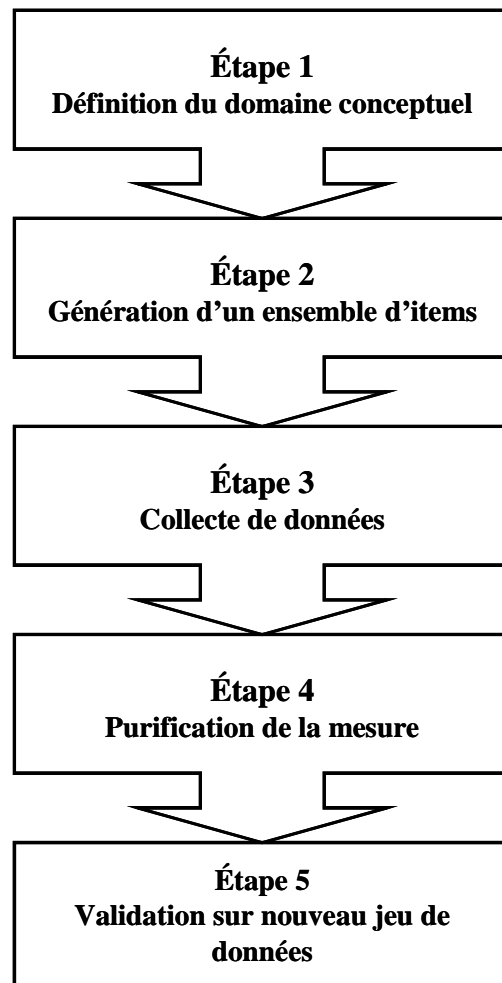 Étape 1
Définition du domaine conceptuel
Étape 2
Génération d’un ensemble d’items
Étape 3
Collecte de données
Étape 4
Purification de la mesure
Étape 5
Validation sur nouveau jeu de
données